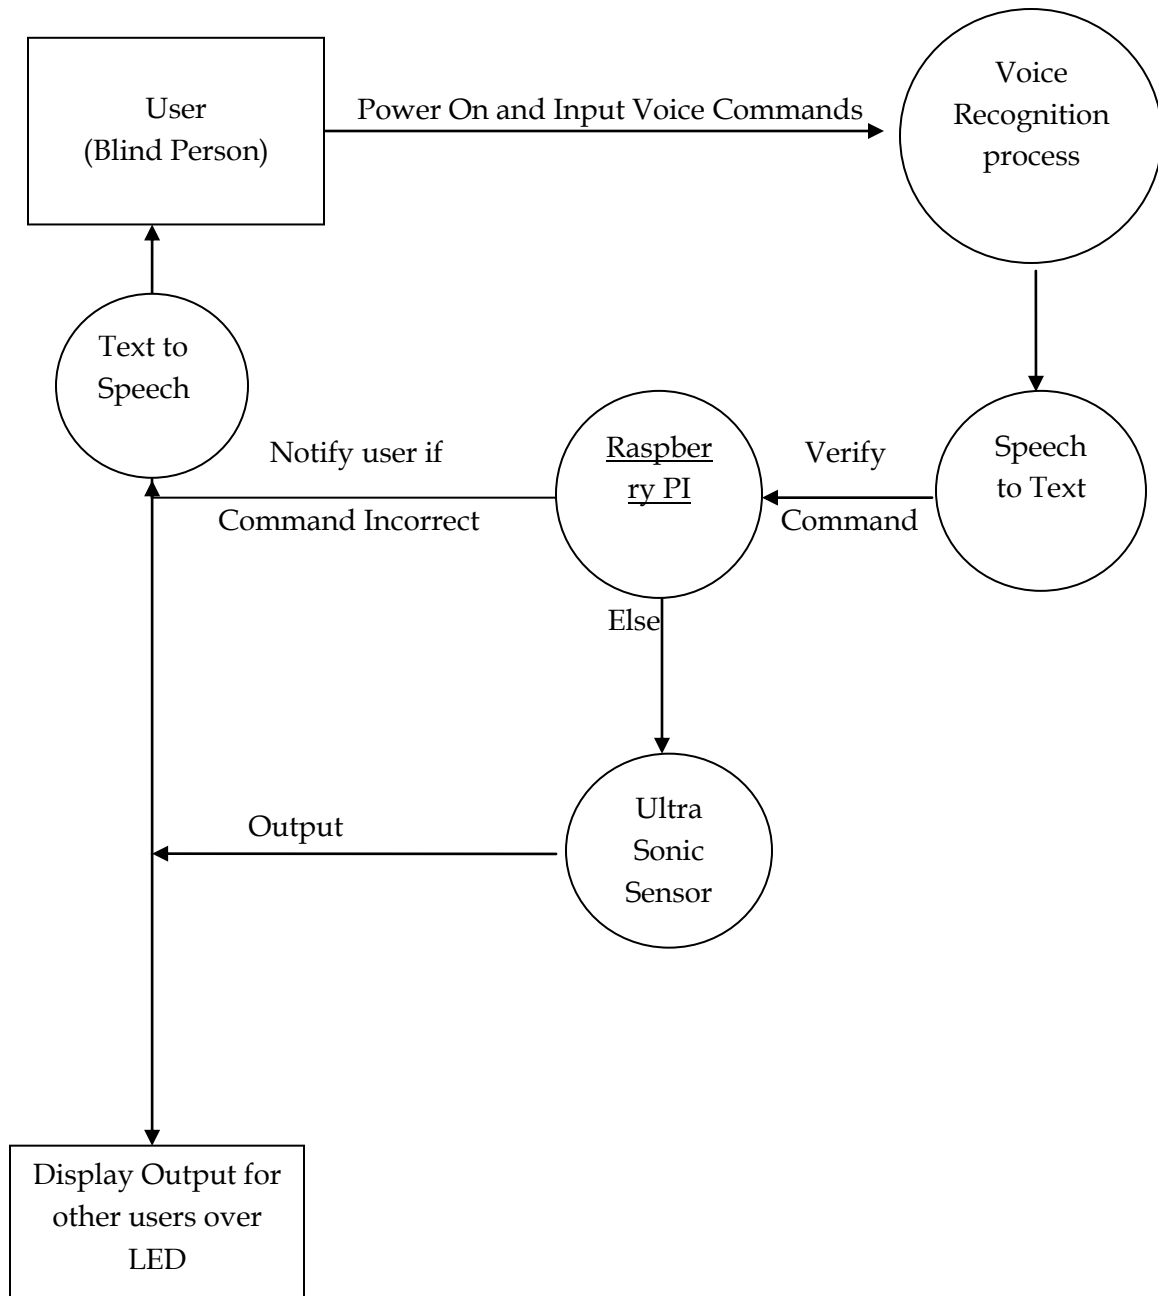 User
(Blind Person)
Power On and Input Voice Commands
Voice
Recognition
process
Text to
Speech
Notify user if
Command Incorrect
Raspber
ry PI
Verify
Command
Speech
to Text
Else
Output
Ultra
Sonic
Sensor
Display Output for
other users over
LED